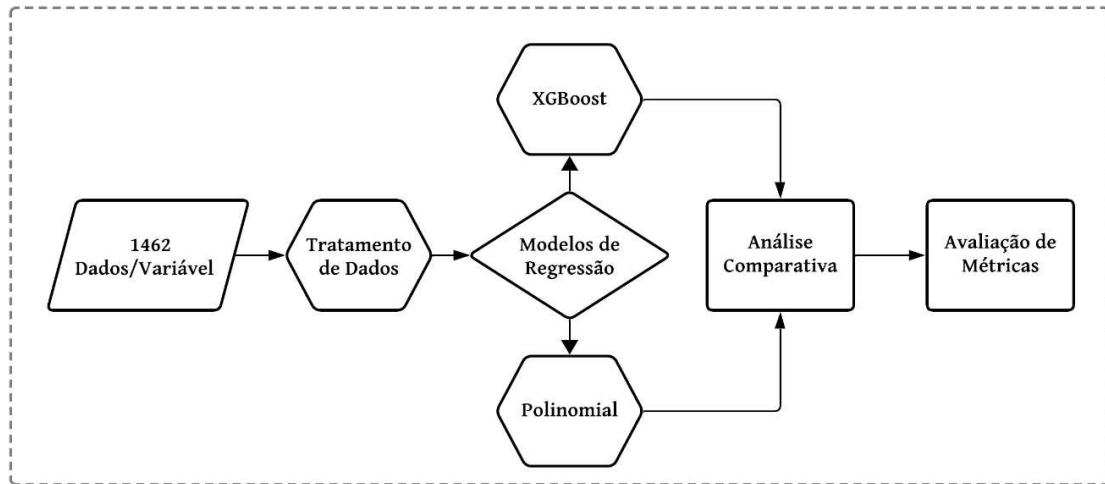 XGBoost
1462
Dados/Variável
Tratamento
de Dados
Modelos de
Regressão
Análise
Comparativa
Avaliação de
Métricas
Polinomial